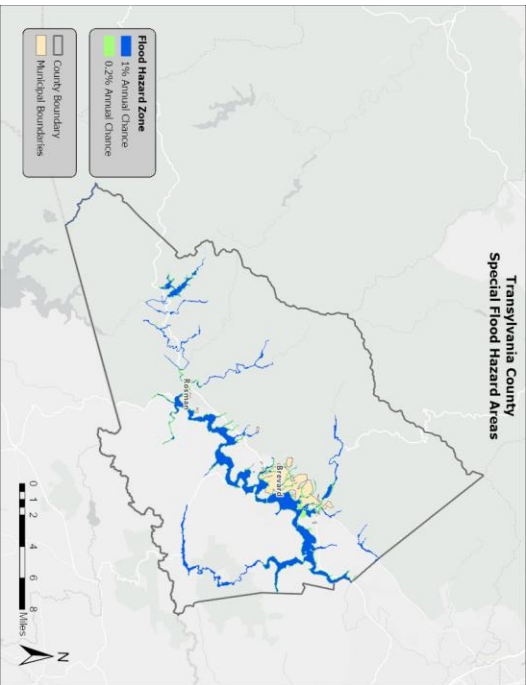 Transylvania County
Special Flood Hazard Areas
Flood Hazard Zone
1% Annual Chance
0.2% Annual Chance
County Boundary
Municipal Boundaries
Rosman
Brevard
0 1 2 4 6 8
Miles
N